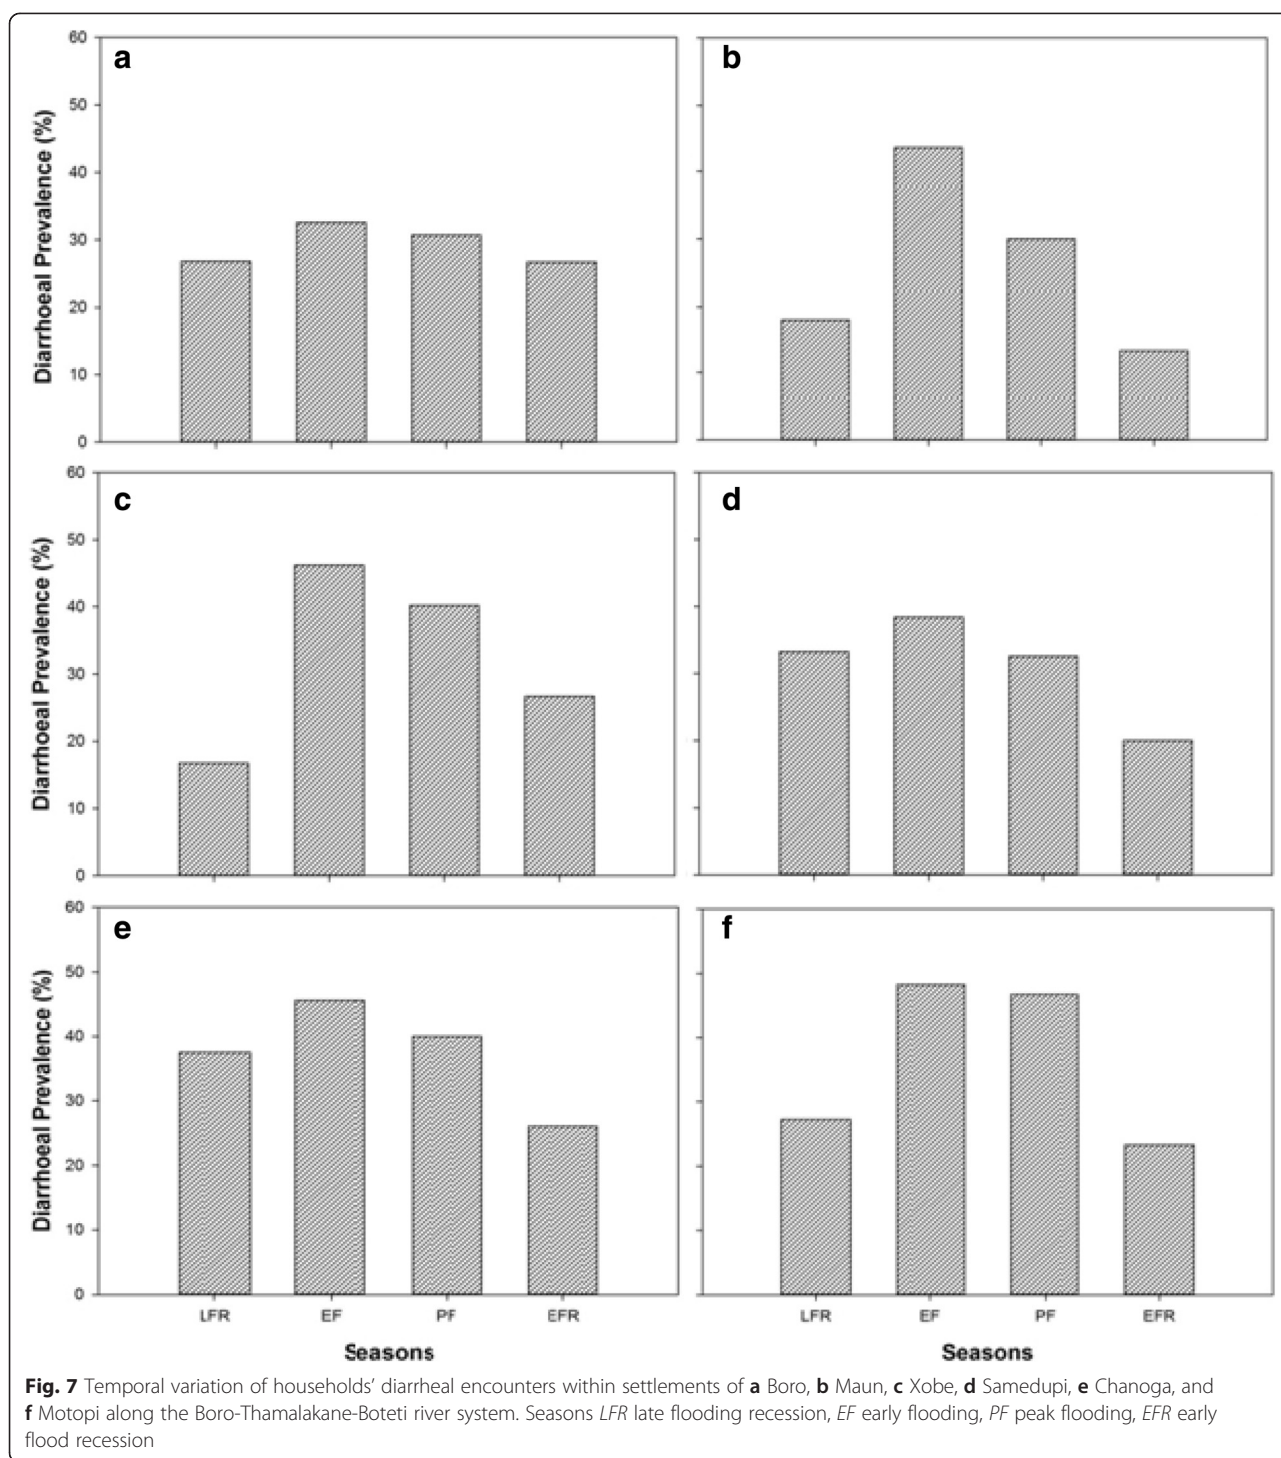 a
b
60
50
40
30
20
10
0
Diarrhoeal Prevalence (%)
c
d
60
50
40
30
20
10
0
Diarrhoeal Prevalence (%)
e
f
60
50
40
30
20
10
0
Diarrhoeal Prevalence (%)
LFR EF PF EFR
LFR EF PF EFR
Seasons
Seasons
Fig. 7 Temporal variation of households' diarrheal encounters within settlements of a Boro, b Maun, c Xobe, d Samedupi, e Chanoga, and
f Motopi along the Boro-Thamalakane-Boteti river system. Seasons LFR late flooding recession, EF early flooding, PF peak flooding, EFR early
flood recession